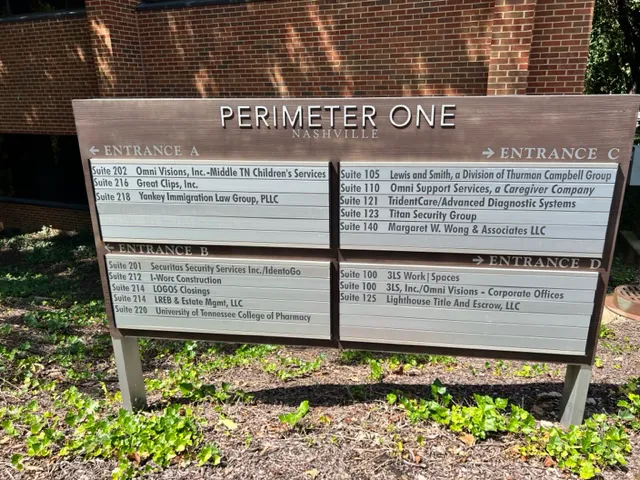 PERIMETER ONE
NASHVILLE
← ENTRANCE A
Suite 202 Omni Visions, Inc.-Middle TN Children's Services
Suite 216 Great Clips, Inc.
Suite 218 Yankey Immigration Law Group, PLLC
→ ENTRANCE C
Suite 105 Lewis and Smith, a Division of Thurman Campbell Group
Suite 110 Omni Support Services, a Caregiver Company
Suite 121 TridentCare/Advanced Diagnostic Systems
Suite 123 Titan Security Group
Suite 140 Margaret W. Wong & Associates LLC
← ENTRANCE B
Suite 201 Securitas Security Services Inc./IdentoGo
Suite 212 I-Worc Construction
Suite 214 LOGOS Closings
Suite 214 LREB & Estate Mgmt, LLC
Suite 220 University of Tennessee College of Pharmacy
→ ENTRANCE D
Suite 100 3LS Work|Spaces
Suite 100 3LS, Inc./Omni Visions - Corporate Offices
Suite 125 Lighthouse Title And Escrow, LLC